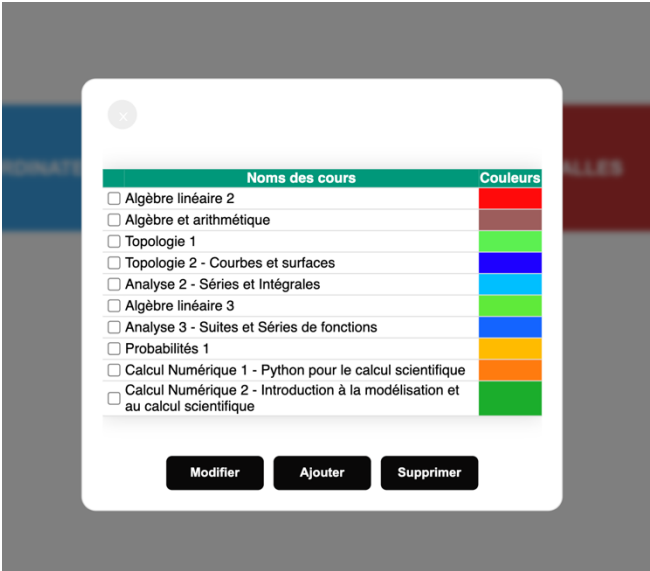 ×
Noms des cours Couleurs
Algèbre linéaire 2
Algèbre et arithmétique
Topologie 1
Topologie 2 - Courbes et surfaces
Analyse 2 - Séries et Intégrales
Algèbre linéaire 3
Analyse 3 - Suites et Séries de fonctions
Probabilités 1
Calcul Numérique 1 - Python pour le calcul scientifique
Calcul Numérique 2 - Introduction à la modélisation et
au calcul scientifique
Modifier Ajouter Supprimer